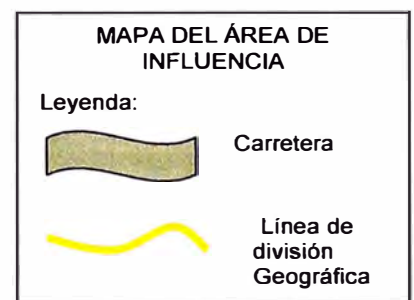 MAPA DEL ÁREA DE
INFLUENCIA
Leyenda:
Carretera
Línea de
división
Geográfica